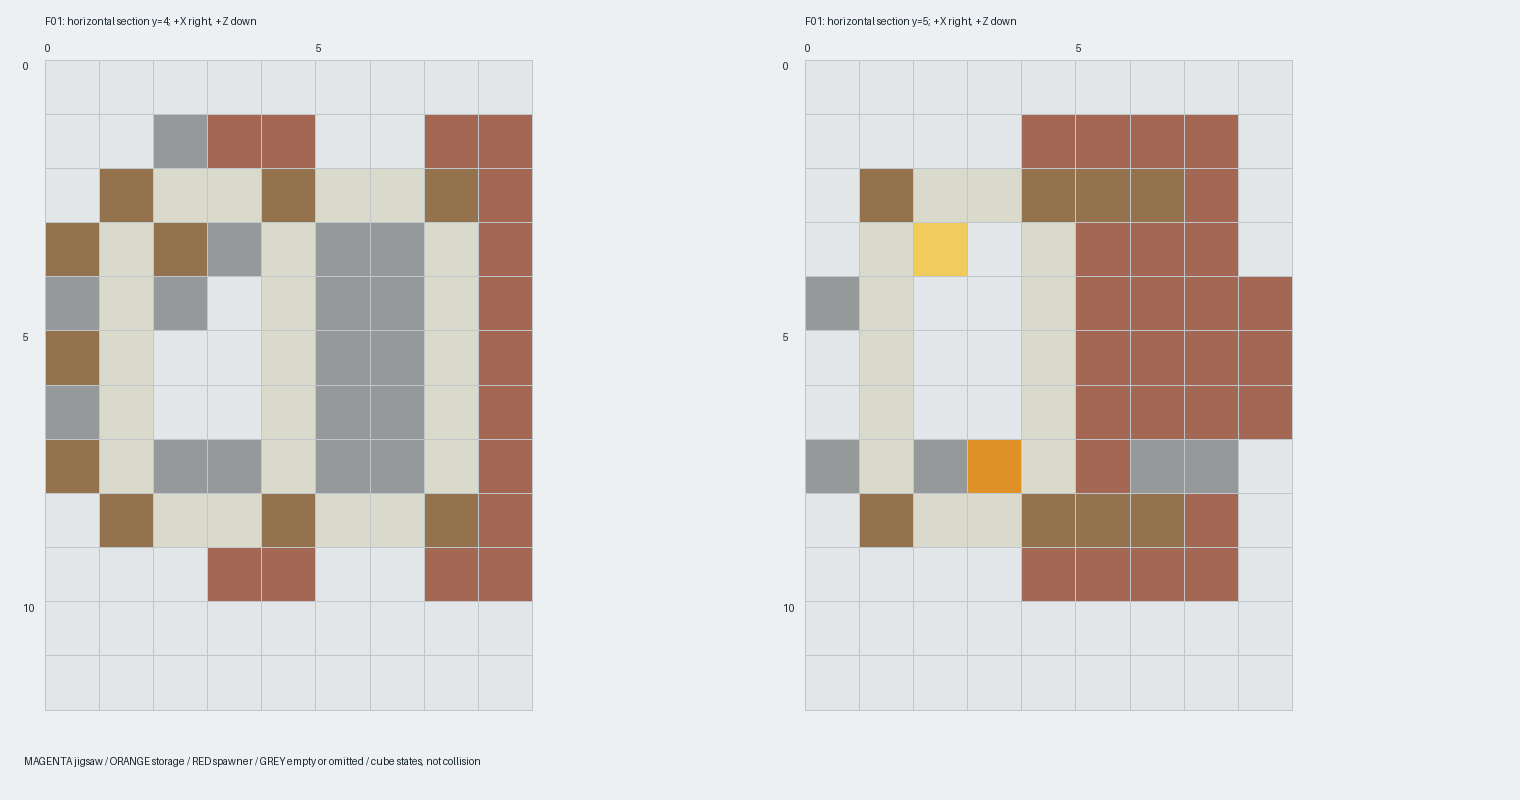 F01: horizontal section y=4; +X right, +Z down
F01: horizontal section y=5; +X right, +Z down
0 5
0 5
0
0
5
5
10
10
MAGENTA jigsaw / ORANGE storage / RED spawner / GREY empty or omitted / cube states, not collision